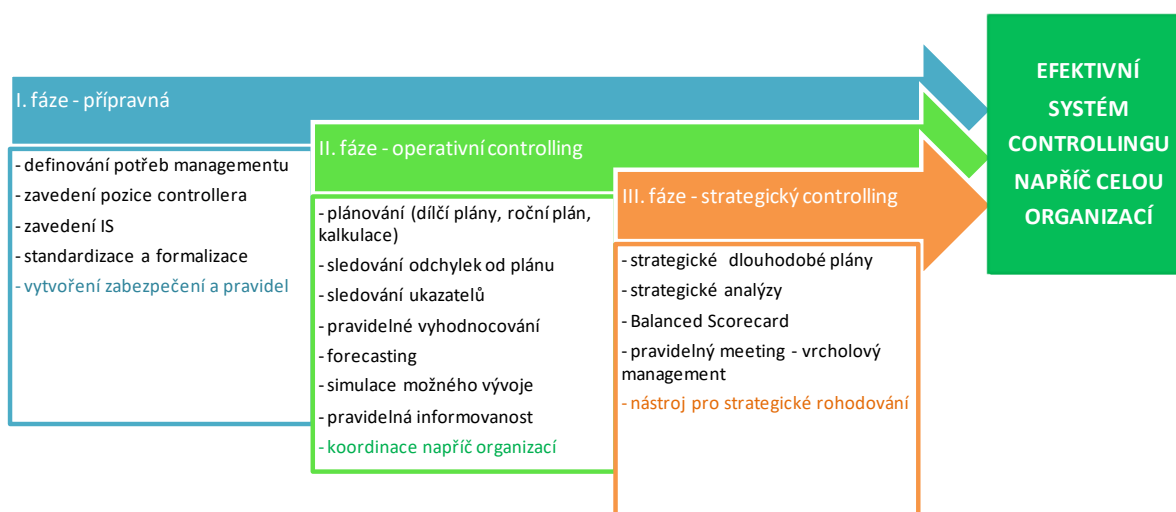 I. fáze - přípravná
- definování potřeb managementu
- zavedení pozice controllera
- zavedení IS
- standardizace a formalizace
- vytvoření zabezpečení a pravidel
II. fáze - operativní controlling
- plánování (dílčí plány, roční plán,
kalkulace)
- sledování odchylek od plánu
- sledování ukazatelů
- pravidelné vyhodnocování
- forecasting
- simulace možného vývoje
- pravidelná informovanost
- koordinace napříč organizací
III. fáze - strategický controlling
- strategické dlouhodobé plány
- strategické analýzy
- Balanced Scorecard
- pravidelný meeting - vrcholový
management
- nástroj pro strategické rohodování
EFEKTIVNÍ
SYSTÉM
CONTROLLINGU
NAPŘÍČ CELOU
ORGANIZACÍ